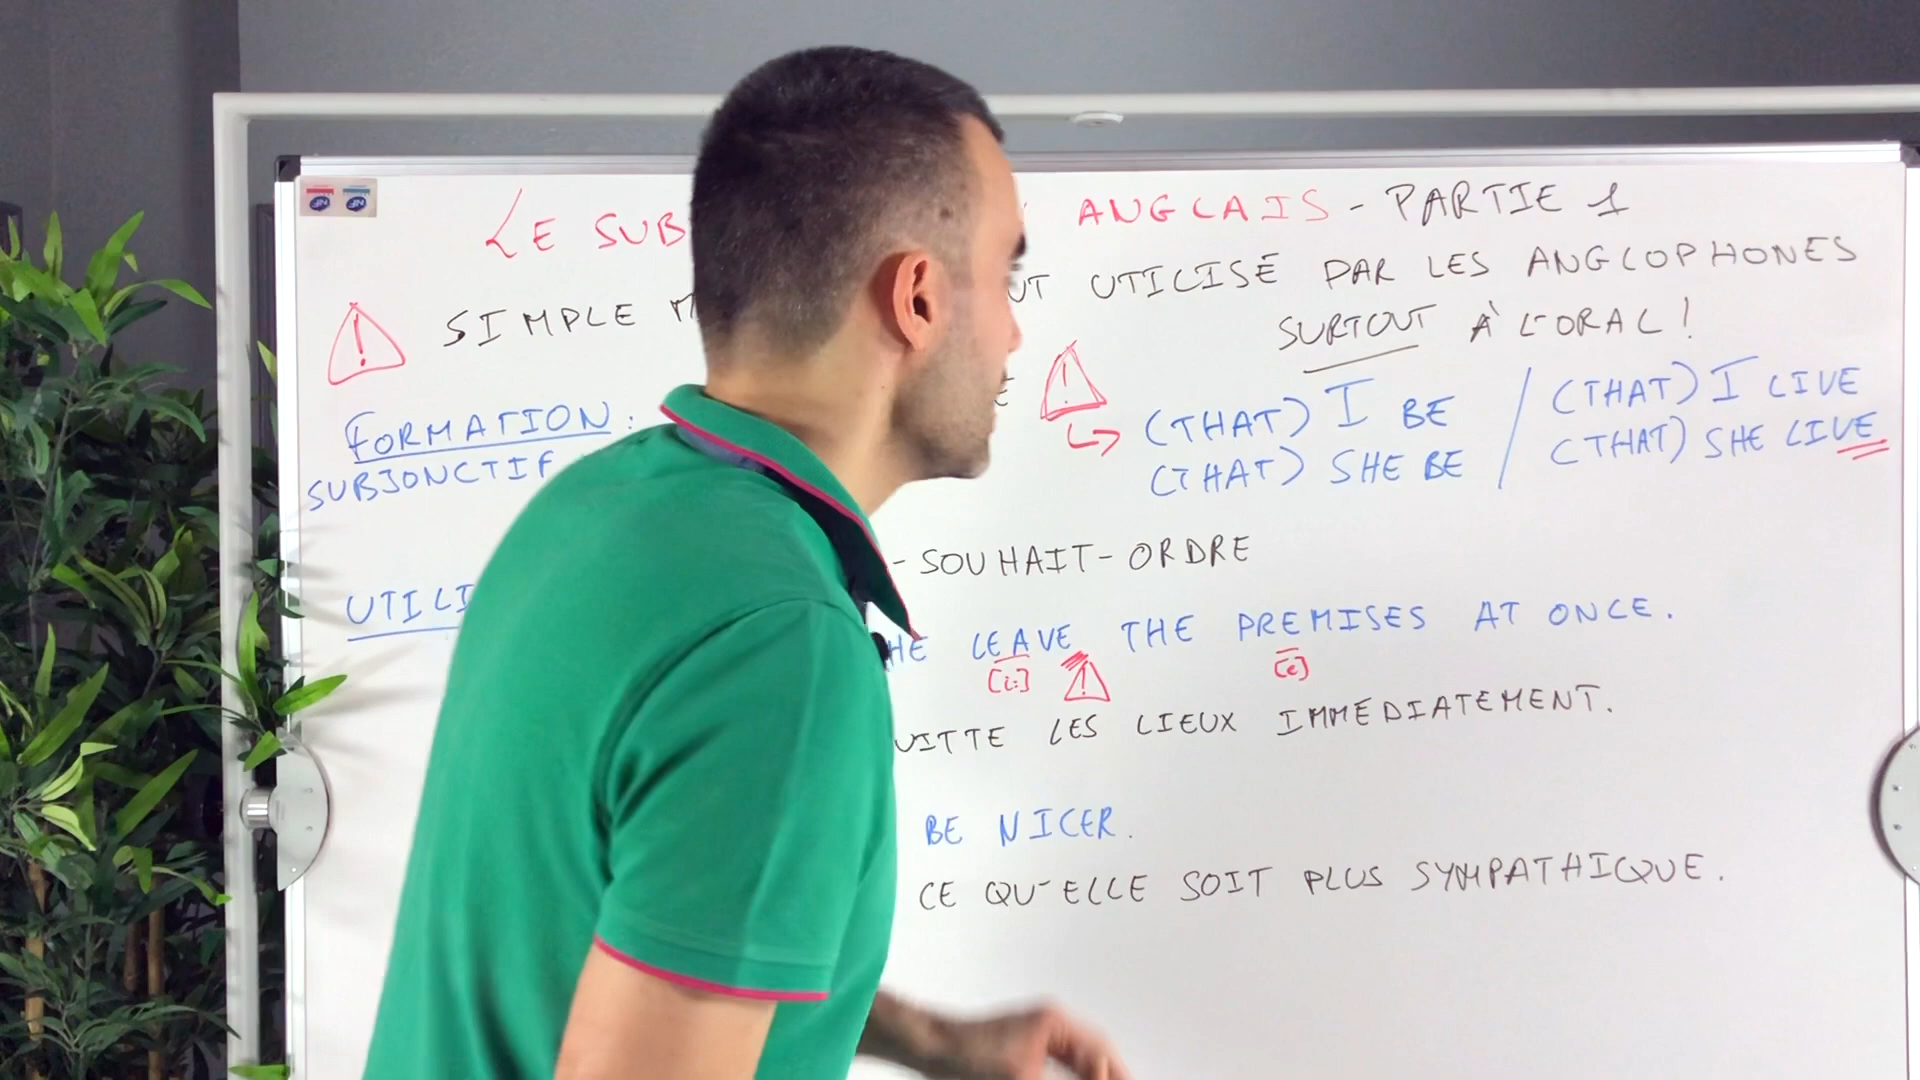 LE SUB ANGLAIS - PARTIE 1
SIMPLE M UT UTILISÉ PAR LES ANGLOPHONES
SURTOUT À L'ORAL !
FORMATION :
SUBJONCTIF
(THAT) I BE / (THAT) I LIVE
(THAT) SHE BE (THAT) SHE LIVE
- SOUHAIT - ORDRE
UTILI
HE LEAVE THE PREMISES AT ONCE.
[i:] [e]
UITTE LES LIEUX IMMEDIATEMENT.
BE NICER.
CE QU'ELLE SOIT PLUS SYMPATHIQUE.